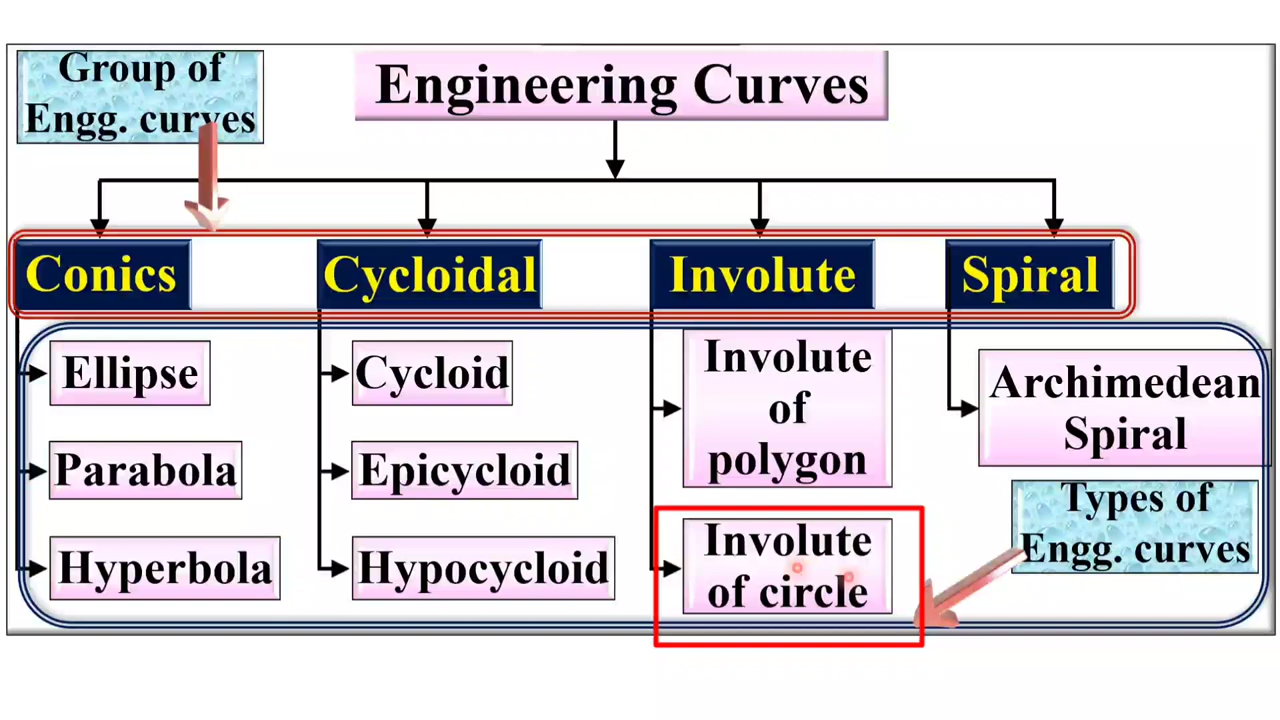 Group of
Engg. curves
Engineering Curves
Conics
Cycloidal
Involute
Spiral
Ellipse
Parabola
Hyperbola
Cycloid
Epicycloid
Hypocycloid
Involute
of
polygon
Involute
of circle
Archimedean
Spiral
Types of
Engg. curves